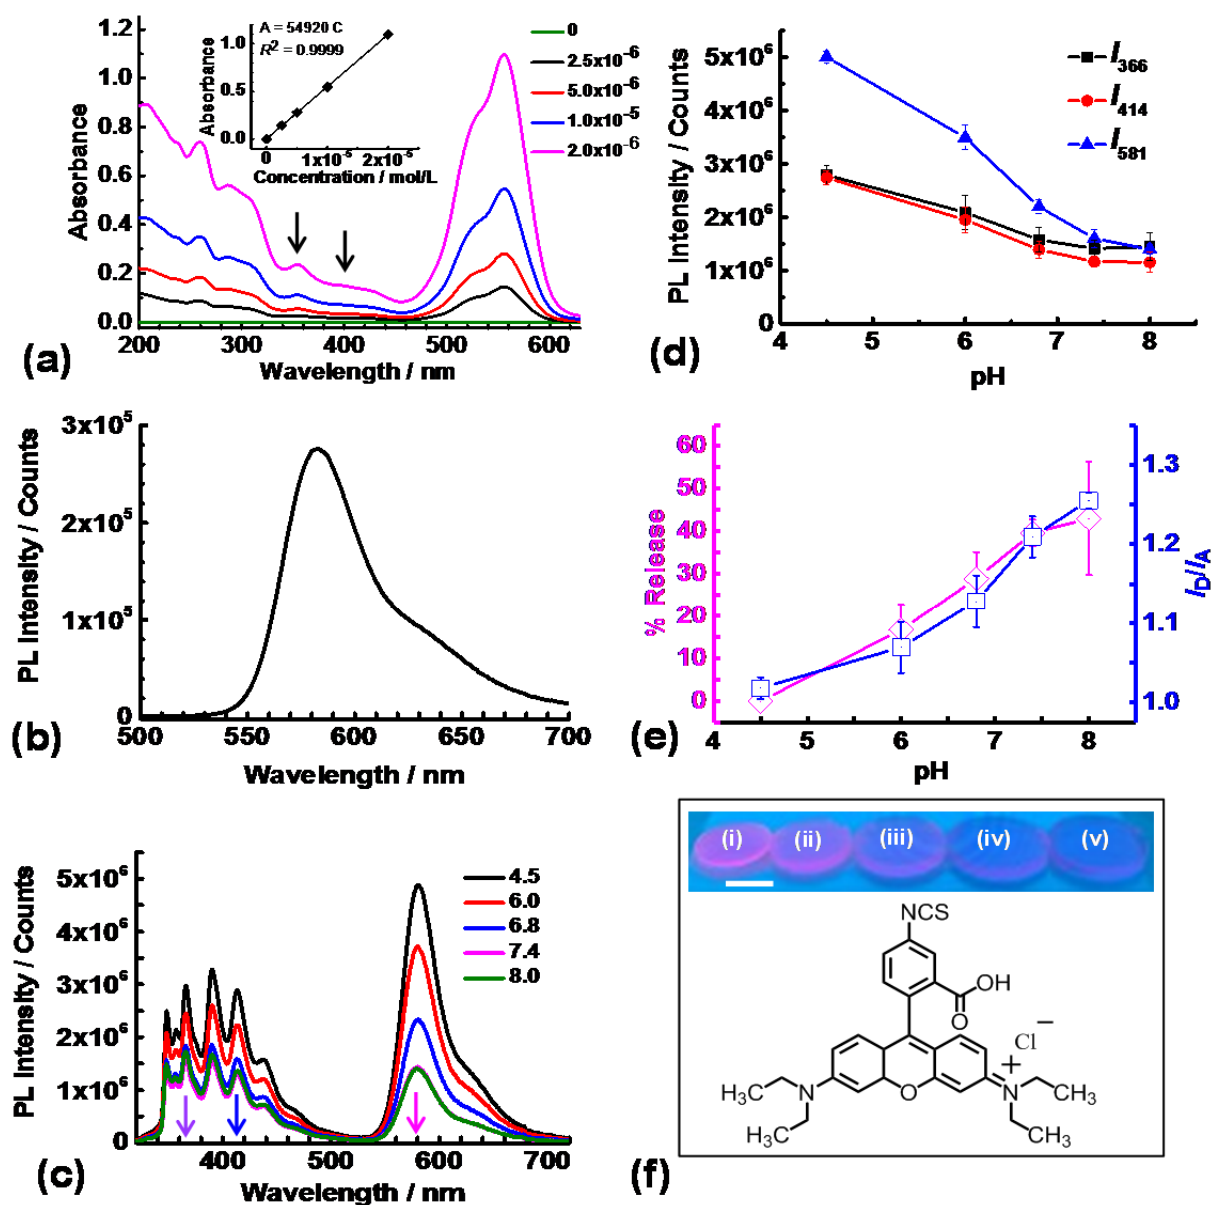 1.2
1.0
0.8
0.6
0.4
0.2
0.0
Absorbance
200 300 400 500 600
Wavelength / nm
A = 54920 C
R² = 0.9999
1.0
0.5
0.0
Absorbance
0 1x10⁻⁵ 2x10⁻⁵
Concentration / mol/L
0
2.5x10⁻⁶
5.0x10⁻⁶
1.0x10⁻⁵
2.0x10⁻⁶
(a)
5x10⁶
4x10⁶
3x10⁶
2x10⁶
1x10⁶
0
PL Intensity / Counts
I₃₆₆
I₄₁₄
I₅₈₁
4 5 6 7 8
pH
(d)
3x10⁵
2x10⁵
1x10⁵
0
PL Intensity / Counts
500 550 600 650 700
Wavelength / nm
(b)
60
50
40
30
20
10
0
% Release
1.3
1.2
1.1
1.0
I_D/I_A
4 5 6 7 8
pH
(e)
5x10⁶
4x10⁶
3x10⁶
2x10⁶
1x10⁶
0
PL Intensity / Counts
4.5
6.0
6.8
7.4
8.0
400 500 600 700
Wavelength / nm
(c)
(i) (ii) (iii) (iv) (v)
NCS
OH
O
Cl −
N O + N
H₃C CH₃
H₃C CH₃
(f)